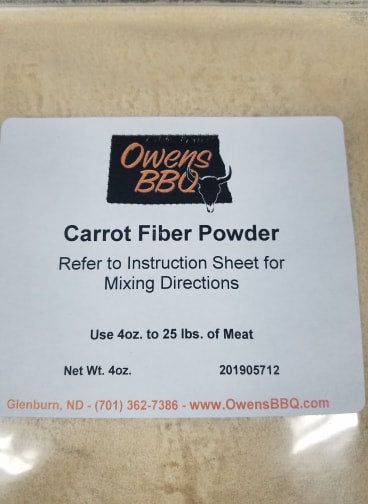 Owens
BBQ
Carrot Fiber Powder
Refer to Instruction Sheet for
Mixing Directions
Use 4oz. to 25 lbs. of Meat
Net Wt. 4oz. 201905712
Glenburn, ND - (701) 362-7386 - www.OwensBBQ.com